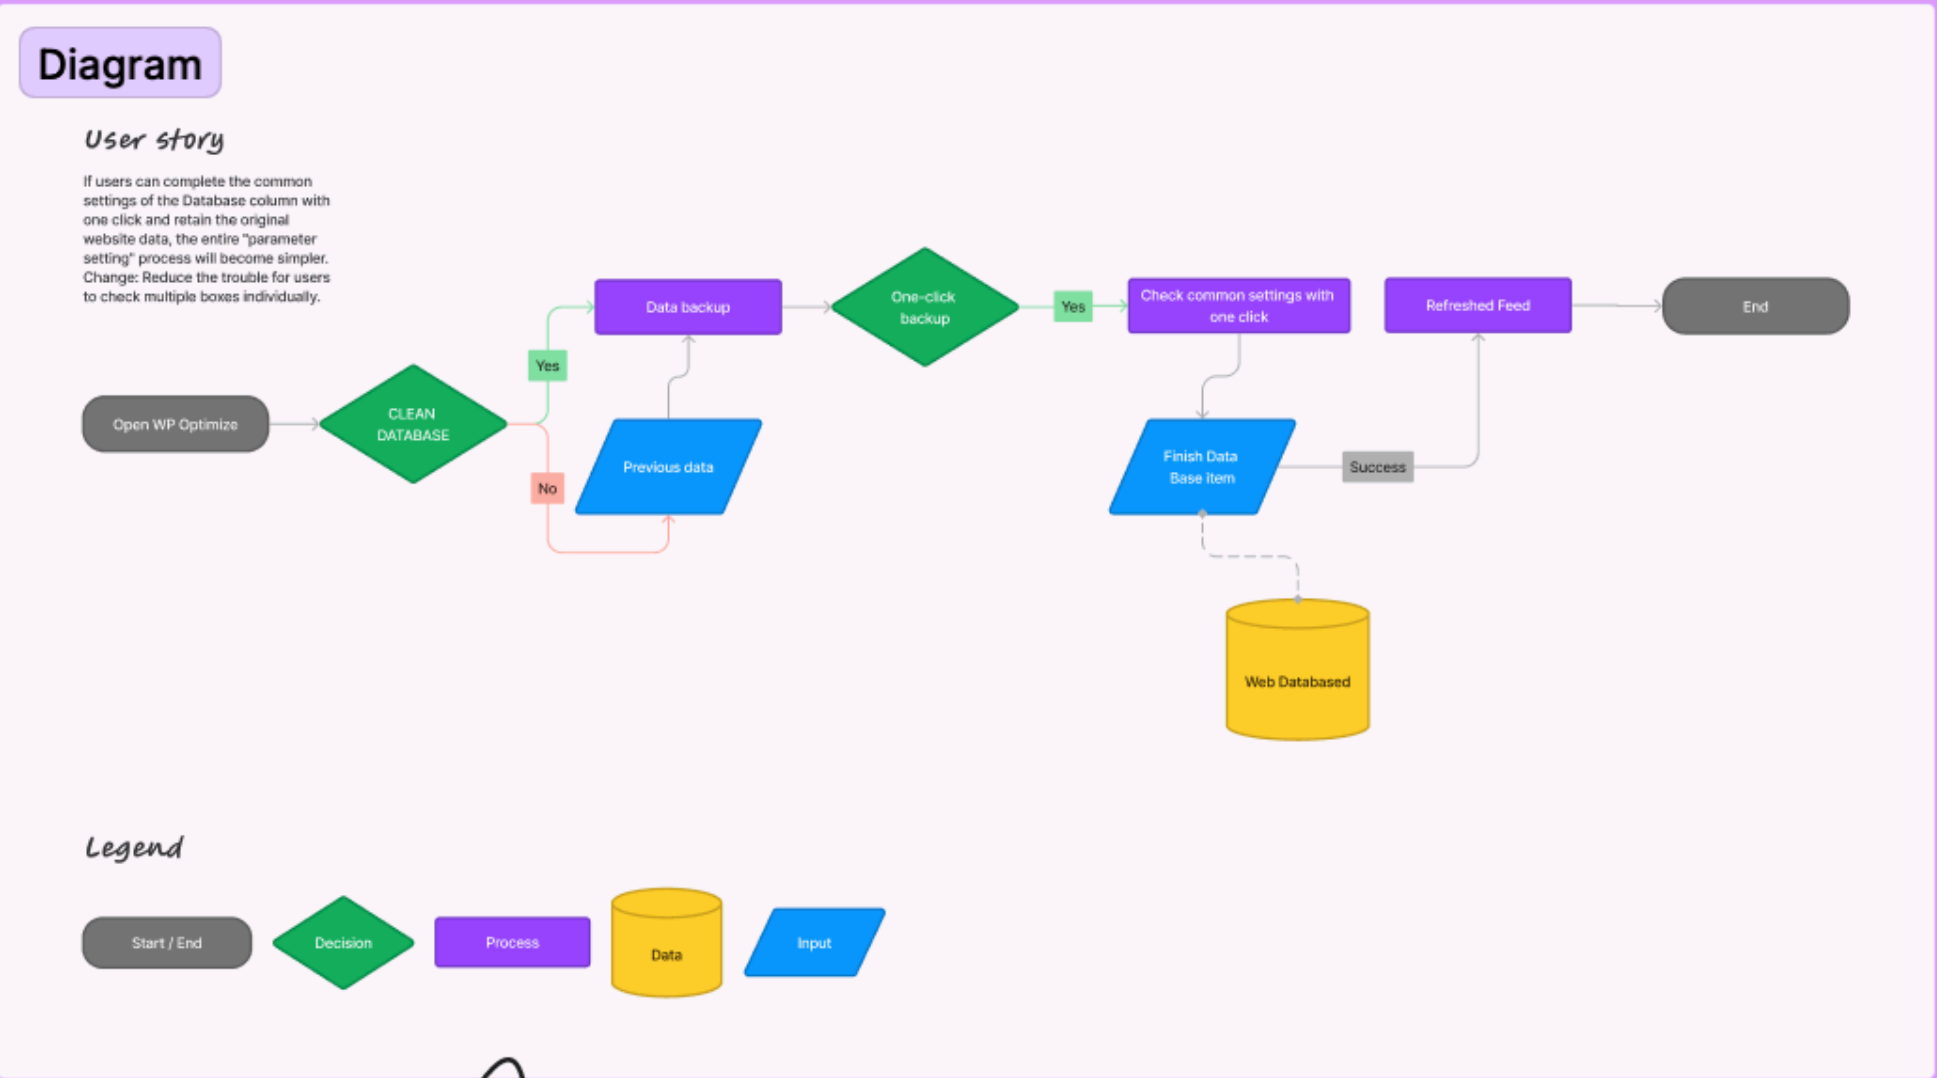 Diagram
User story
If users can complete the common
settings of the Database column with
one click and retain the original
website data, the entire "parameter
setting" process will become simpler.
Change: Reduce the trouble for users
to check multiple boxes individually.
Open WP Optimize
CLEAN
DATABASE
Yes
No
Data backup
Previous data
One-click
backup
Yes
Check common settings with
one click
Finish Data
Base item
Success
Refreshed Feed
End
Web Databased
Legend
Start / End
Decision
Process
Data
Input